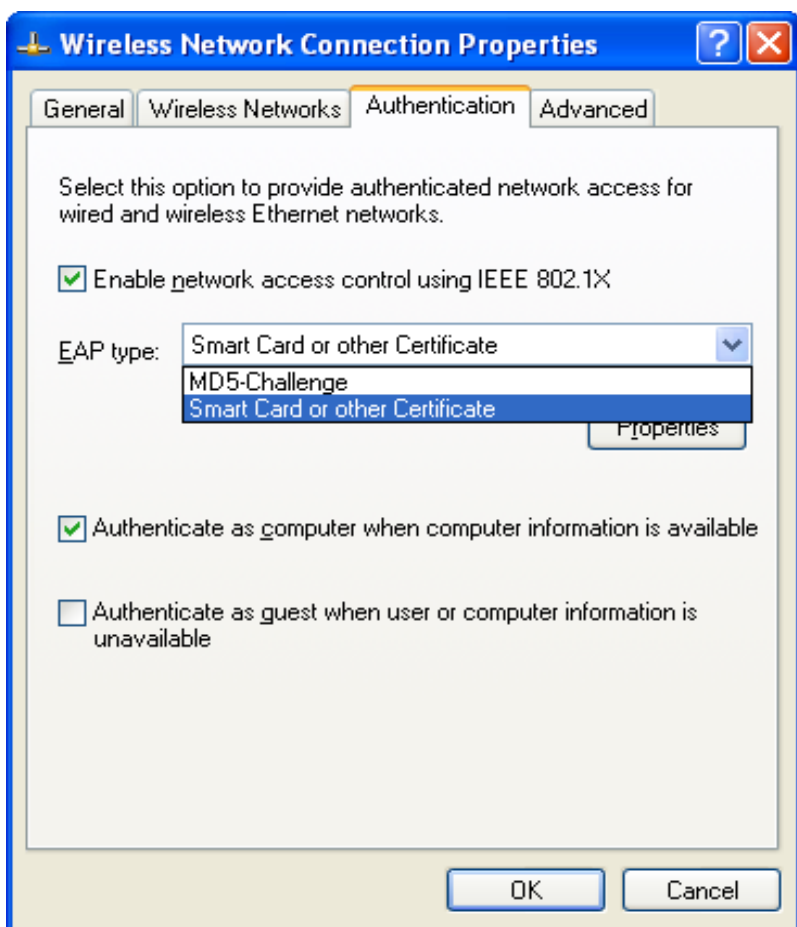 Wireless Network Connection Properties
General Wireless Networks Authentication Advanced
Select this option to provide authenticated network access for
wired and wireless Ethernet networks.
Enable network access control using IEEE 802.1X
EAP type: Smart Card or other Certificate
MD5-Challenge
Smart Card or other Certificate
Properties
Authenticate as computer when computer information is available
Authenticate as guest when user or computer information is
unavailable
OK Cancel